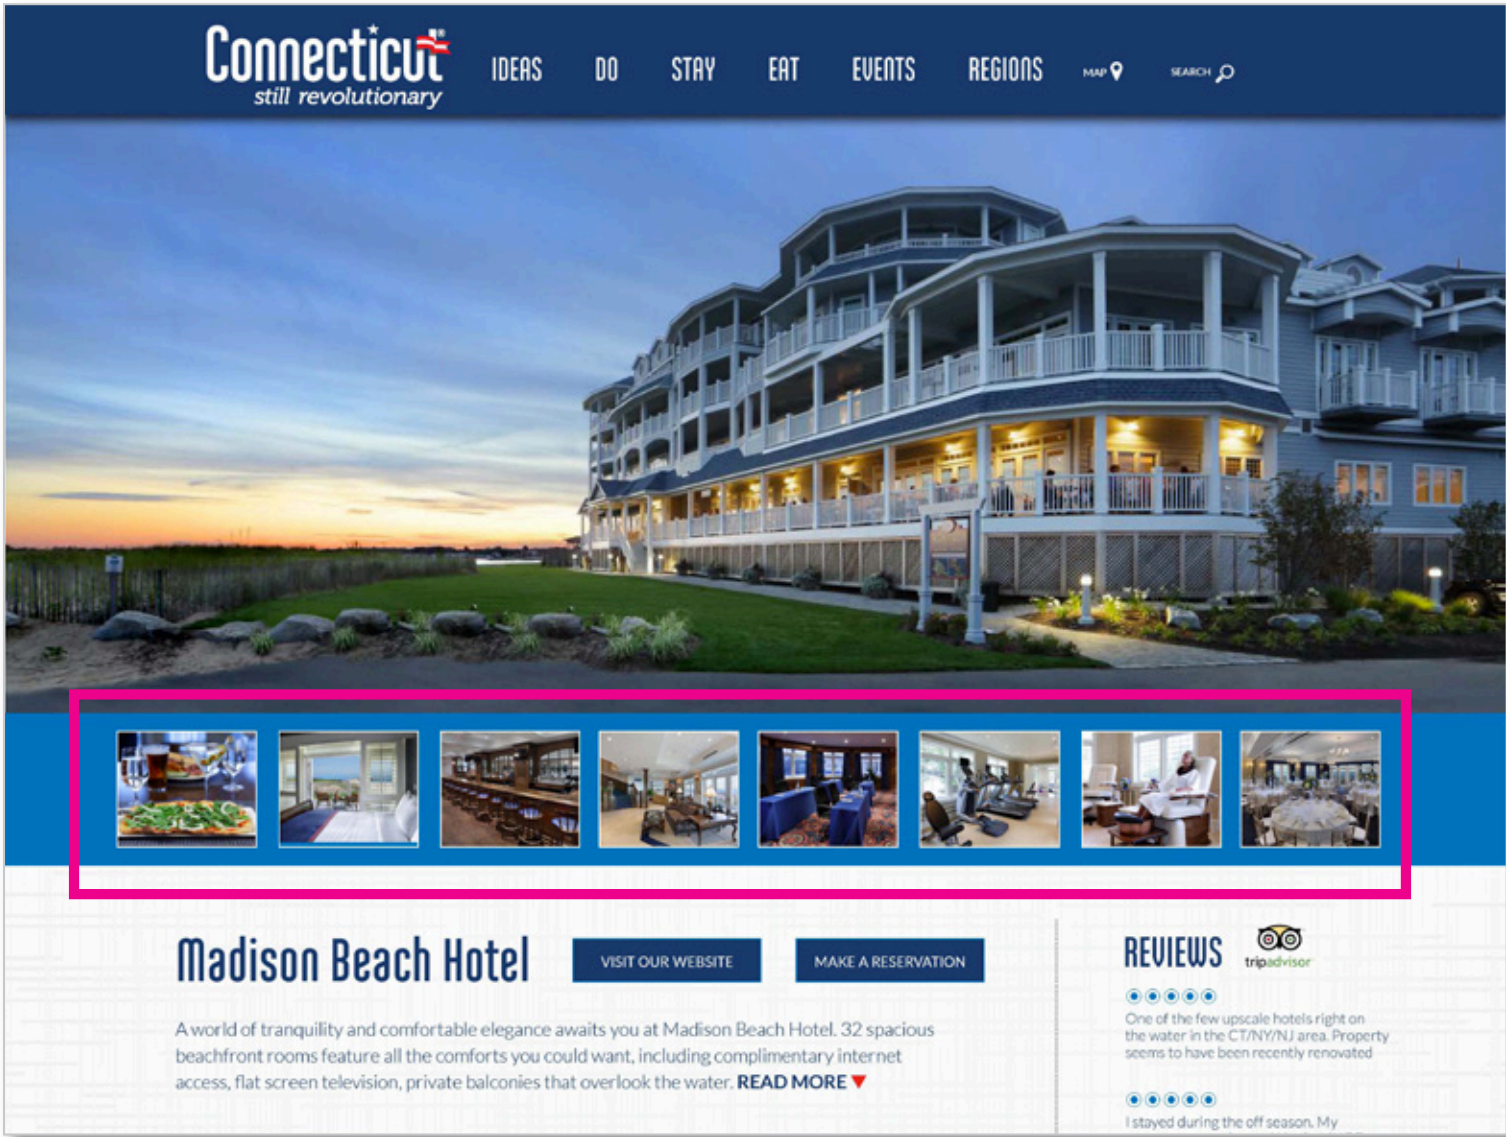 Connecticut®
still revolutionary
IDEAS DO STAY EAT EVENTS REGIONS MAP SEARCH
Madison Beach Hotel
VISIT OUR WEBSITE
MAKE A RESERVATION
A world of tranquility and comfortable elegance awaits you at Madison Beach Hotel. 32 spacious
beachfront rooms feature all the comforts you could want, including complimentary internet
access, flat screen television, private balconies that overlook the water. READ MORE
REVIEWS
tripadvisor
One of the few upscale hotels right on
the water in the CT/NY/NJ area. Property
seems to have been recently renovated
I stayed during the off season. My